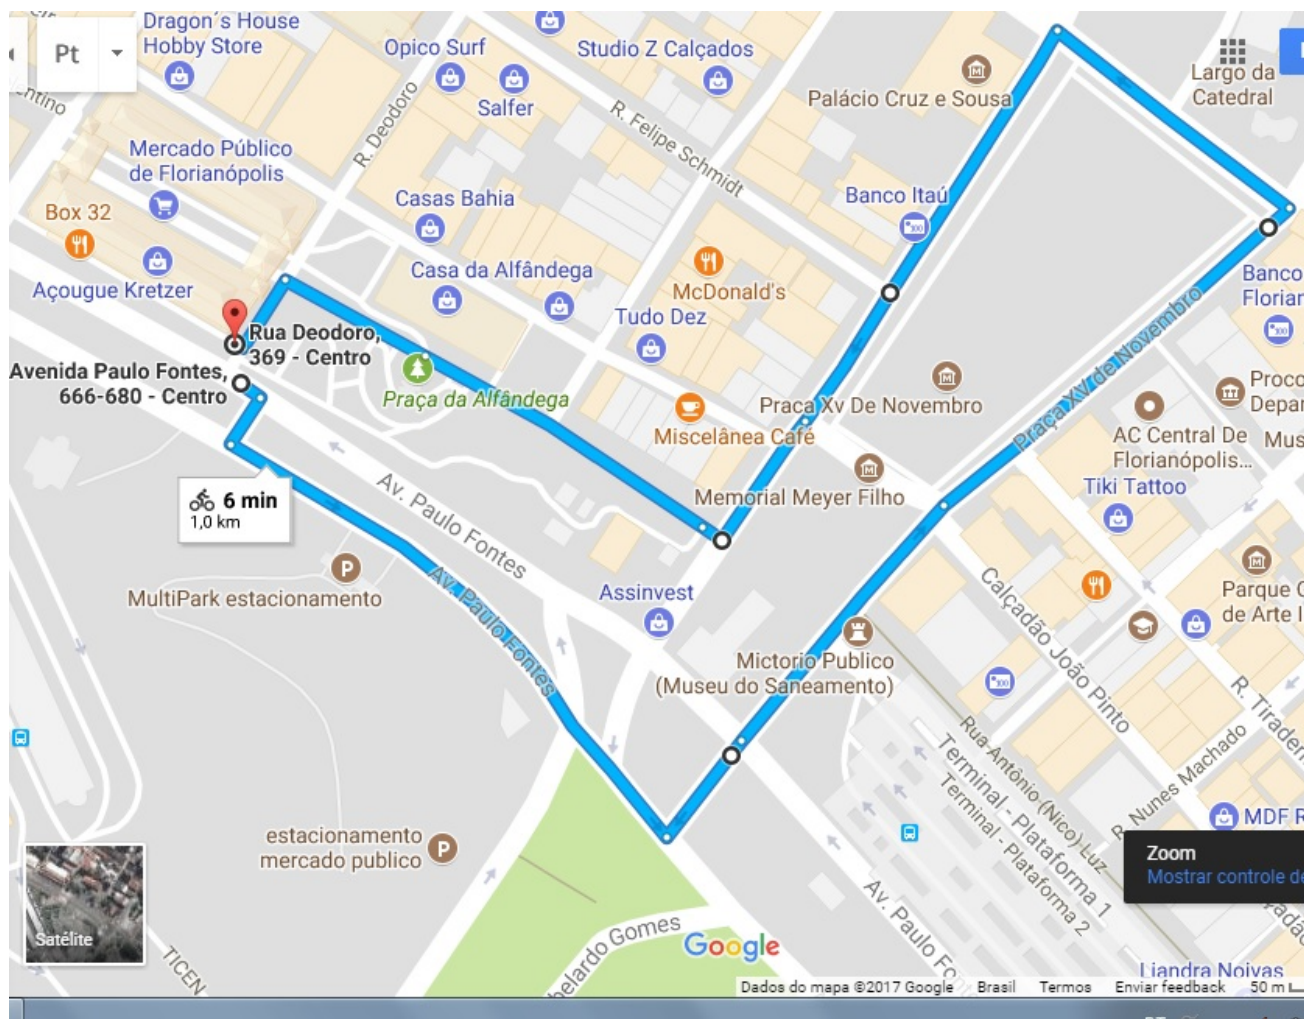 Dragon´s House
Hobby Store
Pt
Opico Surf
Studio Z Calçados
Salfer
Largo da
Catedral
Palácio Cruz e Sousa
R. Deodoro
R. Felipe Schmidt
Mercado Público
de Florianópolis
Casas Bahia
Banco Itaú
Box 32
Casa da Alfândega
McDonald's
Açougue Kretzer
Banco
Florian
Tudo Dez
Rua Deodoro,
369 - Centro
Avenida Paulo Fontes,
666-680 - Centro
Praça da Alfândega
Praca Xv De Novembro
Praça XV de Novembro
Miscelânea Café
AC Central De
Florianópolis...
Memorial Meyer Filho
Tiki Tattoo
6 min
1,0 km
Av. Paulo Fontes
Av. Paulo Fontes
MultiPark estacionamento
Assinvest
Calçadão João Pinto
Parque
de Arte
Mictorio Publico
(Museu do Saneamento)
R. Nunes Machado
Rua Antônio (Nico) Luz
Terminal - Plataforma 1
Terminal - Plataforma 2
MDF
estacionamento
mercado publico
Zoom
Mostrar controle de
Av. Paulo
Satélite
TICEN
belardo Gomes
Google
Liandra Noivas
Dados do mapa ©2017 Google Brasil Termos Enviar feedback 50 m